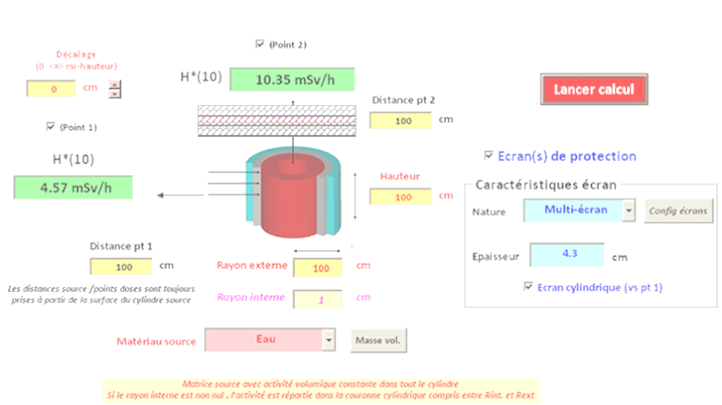 Décalage
(0 <=> mi-hauteur)
0 cm
(Point 2)
H*(10) 10.35 mSv/h
Distance pt 2
100 cm
Lancer calcul
(Point 1)
H*(10)
4.57 mSv/h
Hauteur
100 cm
Ecran(s) de protection
Caractéristiques écran
Nature Multi-écran Config écrans
Epaisseur 4.3 cm
Ecran cylindrique (vs pt 1)
Distance pt 1
100 cm
Les distances source /points doses sont toujours
prises à partir de la surface du cylindre source
Rayon externe 100 cm
Rayon interne 1 cm
Matériau source Eau Masse vol.
Matrice source avec activité volumique constante dans tout le cylindre
Si le rayon interne est non nul , l'activité est répartie dans la couronne cylindrique compris entre Rint. et Rext